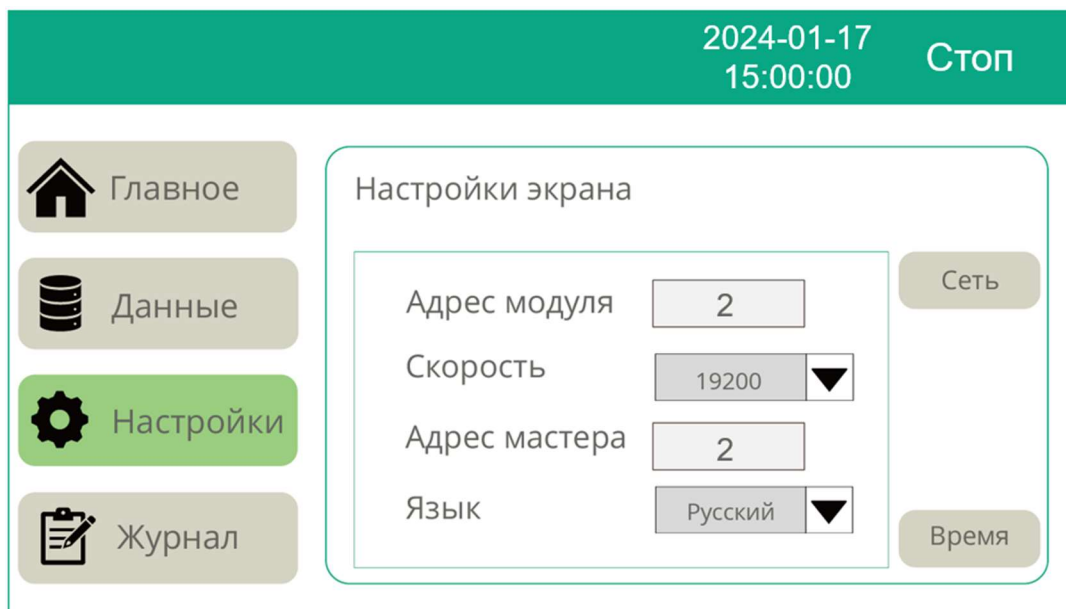 2024-01-17
15:00:00
Стоп
Главное
Данные
Настройки
Журнал
Настройки экрана
Адрес модуля 2
Скорость 19200
Адрес мастера 2
Язык Русский
Сеть
Время